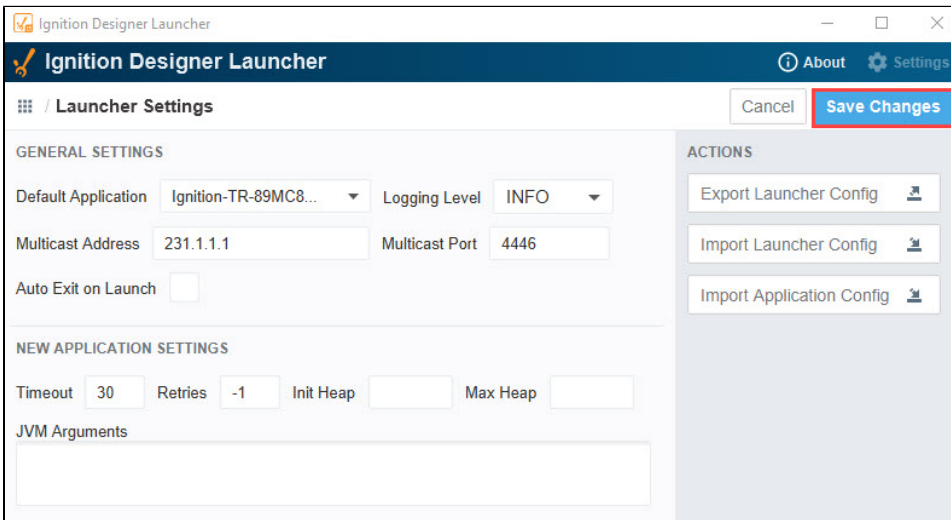 Ignition Designer Launcher
Ignition Designer Launcher
About
Settings
/ Launcher Settings
Cancel
Save Changes
GENERAL SETTINGS
ACTIONS
Default Application Ignition-TR-89MC8... Logging Level INFO
Export Launcher Config
Multicast Address 231.1.1.1 Multicast Port 4446
Import Launcher Config
Auto Exit on Launch
Import Application Config
NEW APPLICATION SETTINGS
Timeout 30 Retries -1 Init Heap Max Heap
JVM Arguments